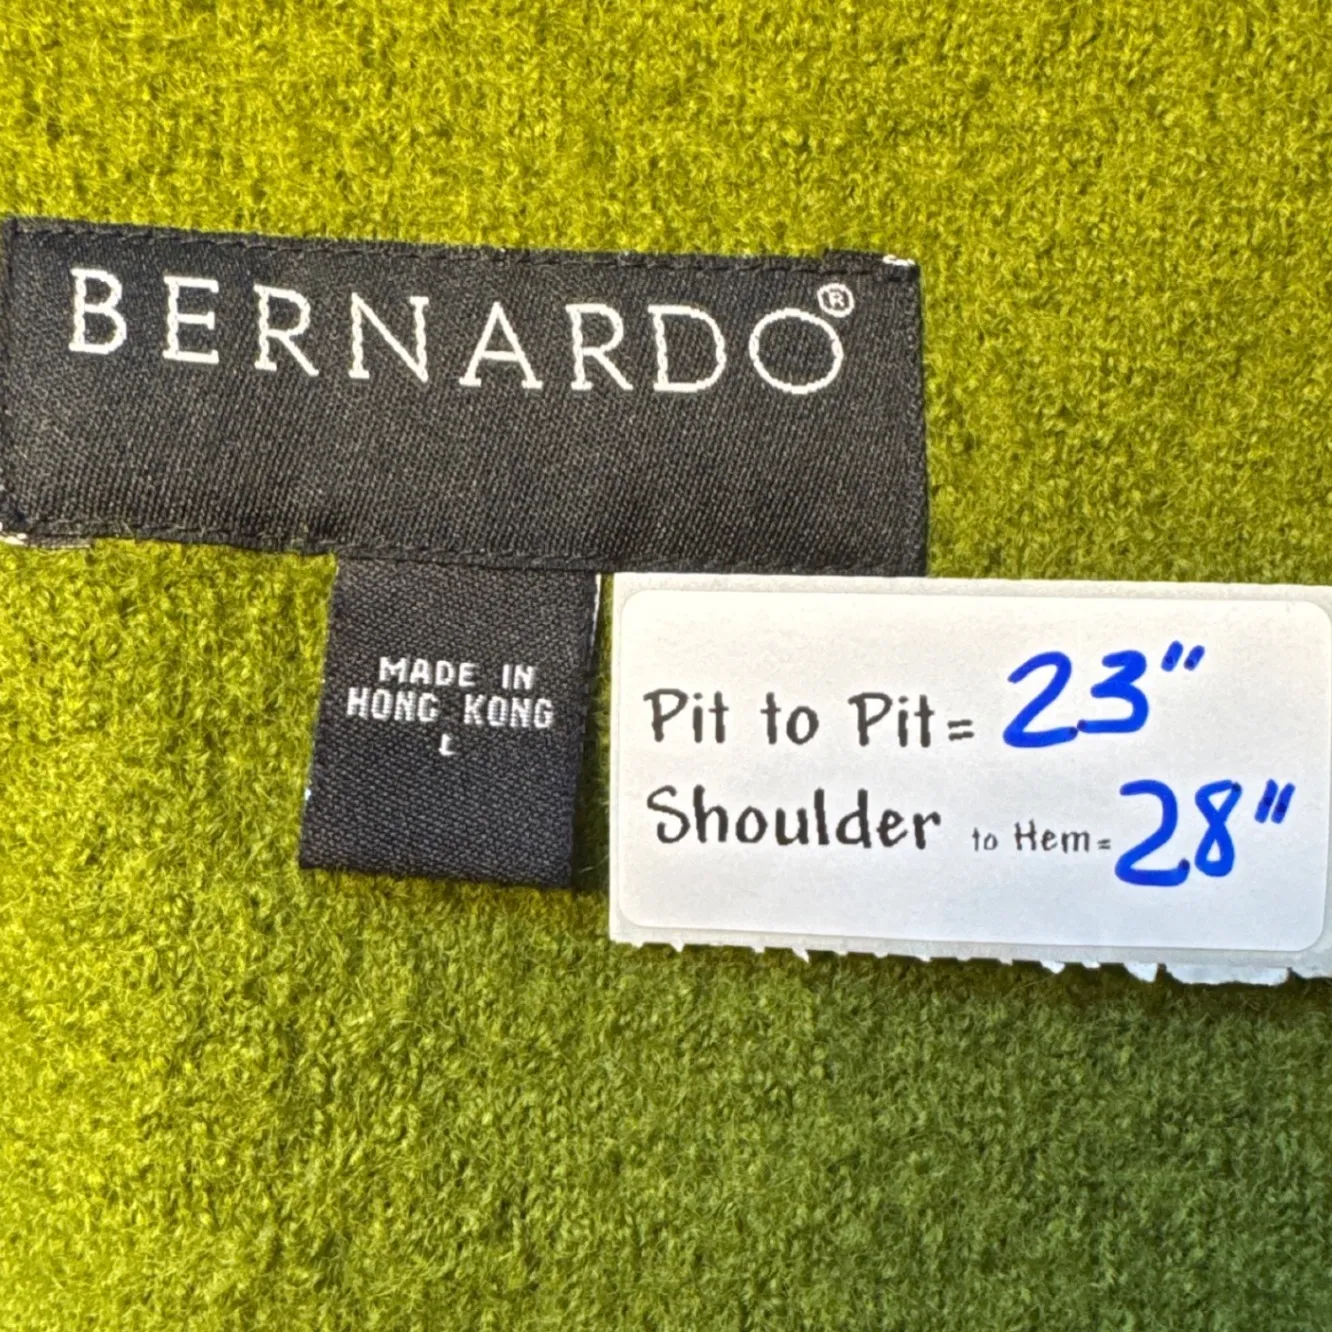 BERNARDO®
MADE IN
HONG KONG
L
Pit to Pit= 23"
Shoulder to Hem= 28"